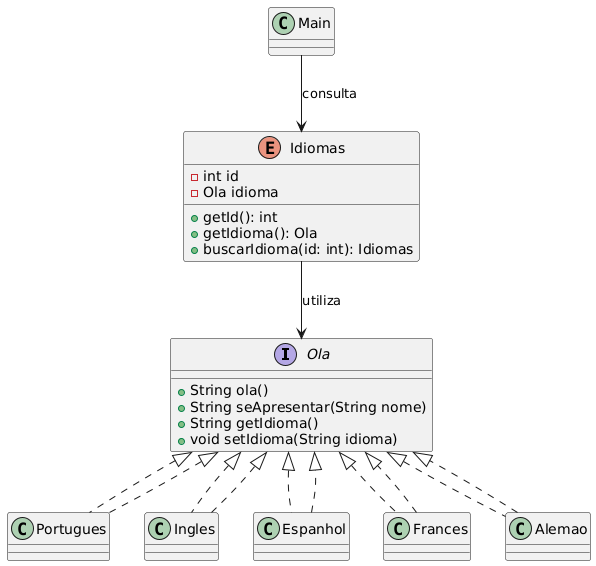 C Main
consulta
E Idiomas
int id
Ola idioma
getId(): int
getIdioma(): Ola
buscarIdioma(id: int): Idiomas
utiliza
I Ola
String ola()
String seApresentar(String nome)
String getIdioma()
void setIdioma(String idioma)
C Portugues
C Ingles
C Espanhol
C Frances
C Alemao